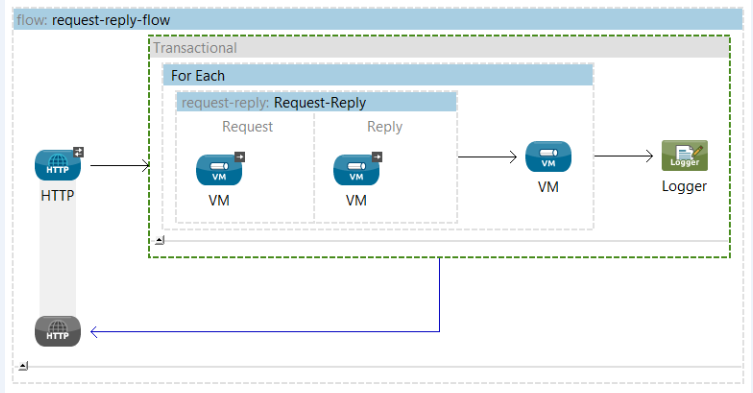 flow: request-reply-flow
Transactional
For Each
request-reply: Request-Reply
Request Reply
HTTP
VM
VM
VM
Logger
HTTP
VM
VM
VM
Logger
HTTP